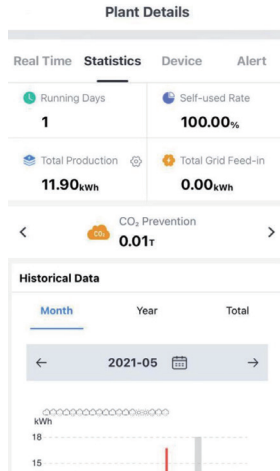 Plant Details
Real Time Statistics Device Alert
Running Days
1
Self-used Rate
100.00%
Total Production
11.90kWh
Total Grid Feed-in
0.00kWh
CO₂
CO₂ Prevention
0.01T
Historical Data
Month Year Total
2021-05
kWh
18
15